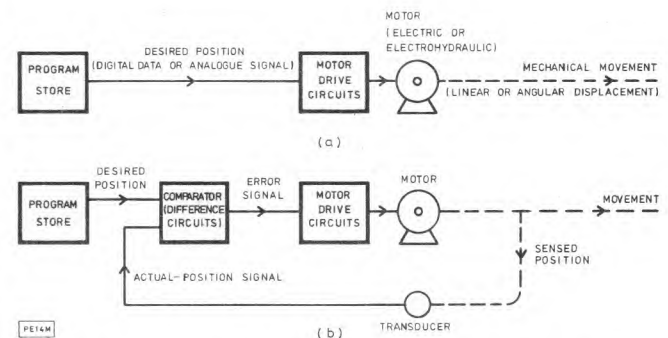 MOTOR
(ELECTRIC OR
ELECTROHYDRAULIC)
DESIRED POSITION
(DIGITAL DATA OR ANALOGUE SIGNAL)
PROGRAM
STORE
MOTOR
DRIVE
CIRCUITS
MECHANICAL MOVEMENT
(LINEAR OR ANGULAR DISPLACEMENT)
(a)
DESIRED
POSITION
PROGRAM
STORE
COMPARATOR
(DIFFERENCE
CIRCUITS)
ERROR
SIGNAL
MOTOR
DRIVE
CIRCUITS
MOTOR
MOVEMENT
SENSED
POSITION
ACTUAL-POSITION SIGNAL
TRANSDUCER
PE14M
(b)